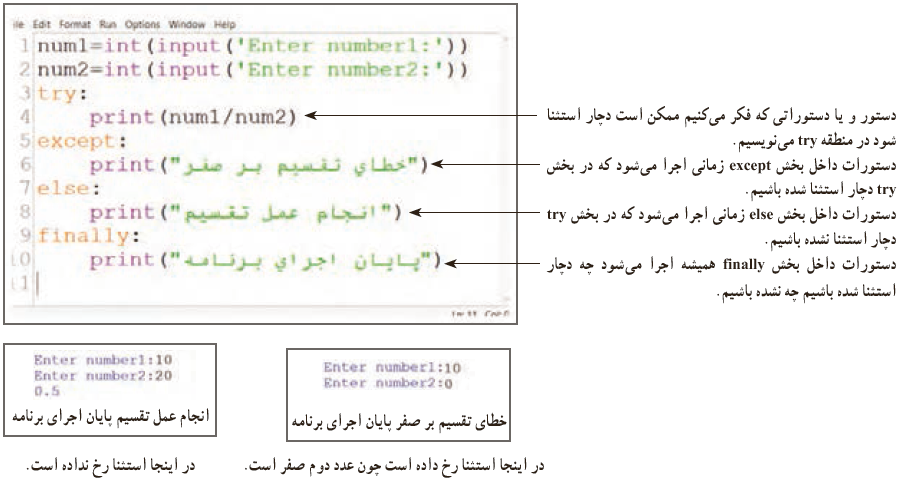 ile Edit Format Run Options Window Help
1 num1=int(input('Enter number1:'))
2 num2=int(input('Enter number2:'))
3 try:
4 print(num1/num2)
5 except:
6 print("خطاي تقسيم بر صفر")
7 else:
8 print("انجام عمل تقسيم")
9 finally:
10 print("پايان اجراي برنامه")
11
Ln: 11 Col: 0
دستور و یا دستوراتی که فکر می‌کنیم ممکن است دچار استثنا
شود در منطقه try می‌نویسیم.
دستورات داخل بخش except زمانی اجرا می‌شود که در بخش
try دچار استثنا شده باشیم.
دستورات داخل بخش else زمانی اجرا می‌شود که در بخش try
دچار استثنا نشده باشیم.
دستورات داخل بخش finally همیشه اجرا می‌شود چه دچار
استثنا شده باشیم چه نشده باشیم.
Enter number1:10
Enter number2:0
خطای تقسیم بر صفر پایان اجرای برنامه
در اینجا استثنا رخ داده است چون عدد دوم صفر است.
Enter number1:10
Enter number2:20
0.5
انجام عمل تقسیم پایان اجرای برنامه
در اینجا استثنا رخ نداده است.